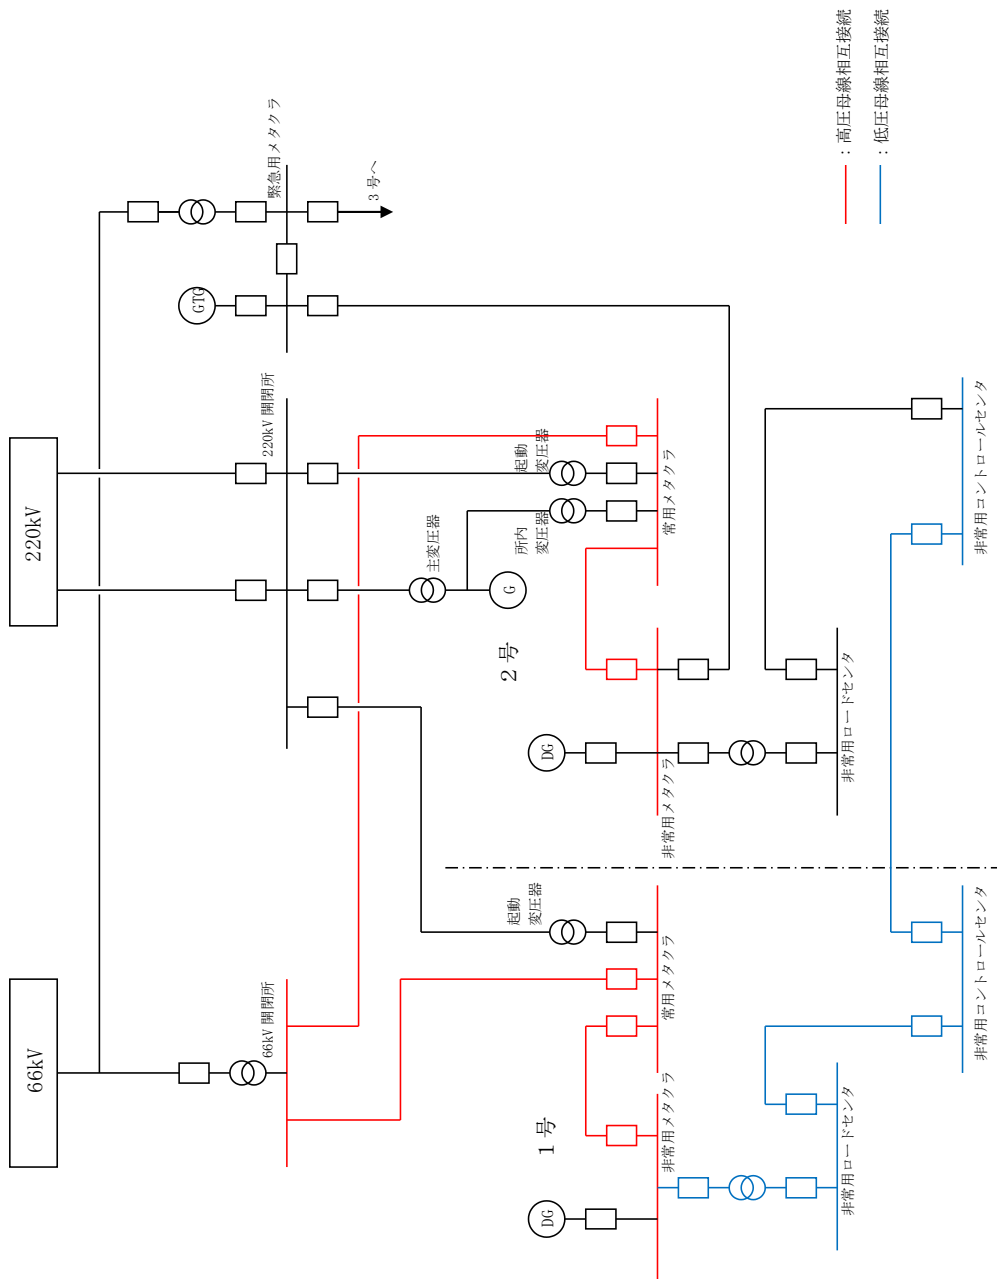 ：高圧母線相互接続
：低圧母線相互接続
緊急用メタクラ
3 号へ
GTG
220kV 開閉所
220kV
起動
変圧器
所内
変圧器
主変圧器
G
常用メタクラ
2 号
DG
非常用メタクラ
非常用ロードセンタ
非常用コントロールセンタ
66kV
66kV 開閉所
起動
変圧器
常用メタクラ
1 号
DG
非常用メタクラ
非常用ロードセンタ
非常用コントロールセンタ